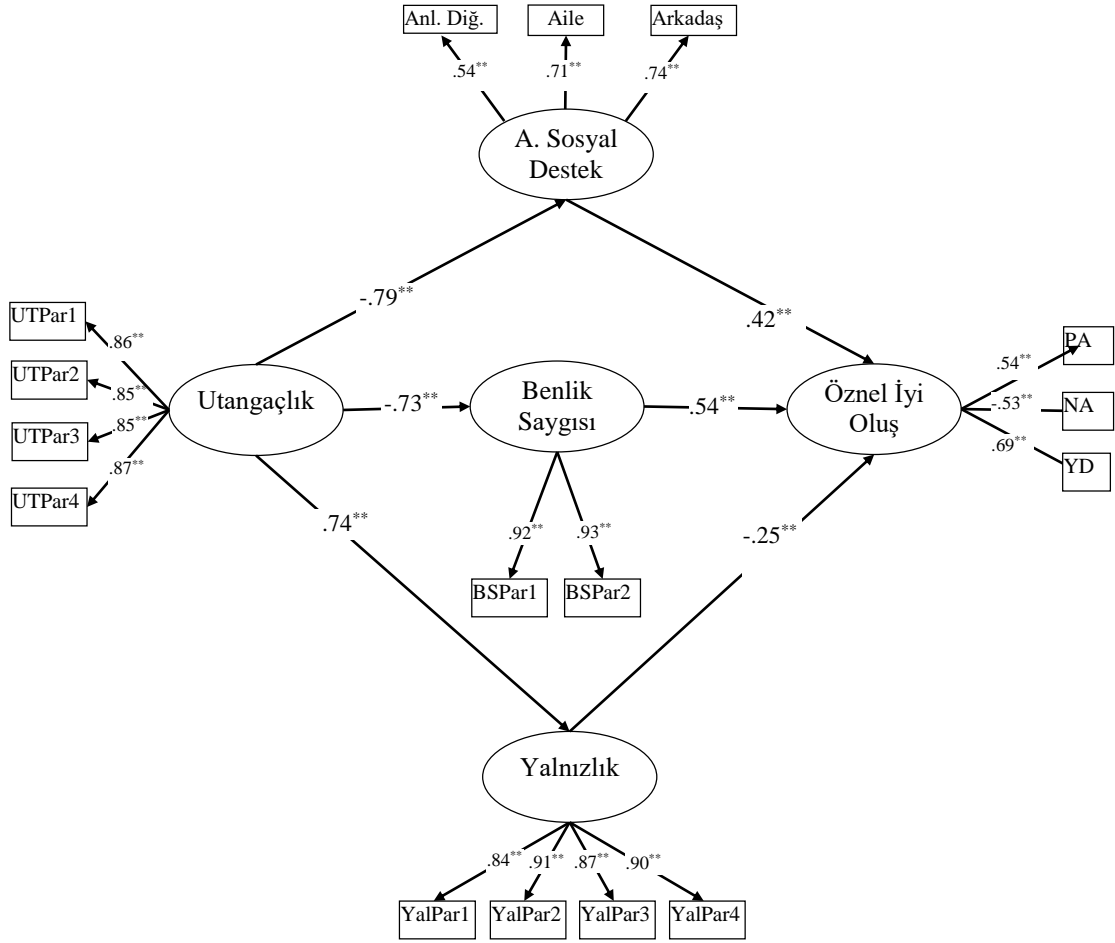 Anl. Diğ.
Aile
Arkadaş
.54**
.71**
.74**
A. Sosyal
Destek
-.79**
.42**
UTPar1
UTPar2
UTPar3
UTPar4
.86**
.85**
.85**
.87**
Utangaçlık
-.73**
Benlik
Saygısı
.54**
Öznel İyi
Oluş
.54**
-.53**
.69**
PA
NA
YD
.92**
.93**
BSPar1
BSPar2
.74**
-.25**
Yalnızlık
.84**
.91**
.87**
.90**
YalPar1
YalPar2
YalPar3
YalPar4